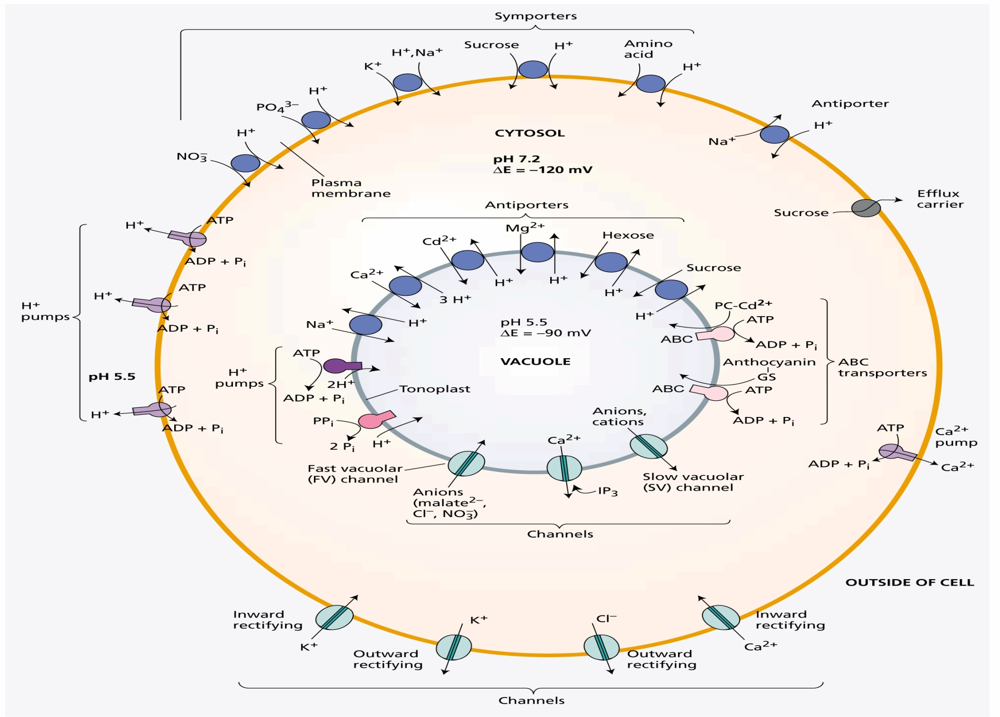 Symporters
Sucrose
H⁺
Amino
acid
H⁺
H⁺,Na⁺
K⁺
H⁺
PO₄³⁻
H⁺
NO₃⁻
Plasma
membrane
CYTOSOL
pH 7.2
ΔE = –120 mV
Antiporter
Na⁺
H⁺
Efflux
carrier
Sucrose
H⁺
pumps
H⁺
ATP
ADP + Pᵢ
H⁺
ATP
ADP + Pᵢ
pH 5.5
H⁺
ATP
ADP + Pᵢ
Antiporters
Na⁺
H⁺
Ca²⁺
3 H⁺
Cd²⁺
H⁺
Mg²⁺
H⁺
Hexose
H⁺
Sucrose
H⁺
pH 5.5
ΔE = –90 mV
VACUOLE
H⁺
pumps
ATP
2H⁺
ADP + Pᵢ
Tonoplast
PPᵢ
2 Pᵢ
H⁺
PC-Cd²⁺
ATP
ABC
ADP + Pᵢ
Anthocyanin
GS
ABC
ATP
ADP + Pᵢ
ABC
transporters
Fast vacuolar
(FV) channel
Anions
(malate²⁻,
Cl⁻, NO₃⁻)
Ca²⁺
IP₃
Anions,
cations
Slow vacuolar
(SV) channel
Channels
ATP
Ca²⁺
pump
ADP + Pᵢ
Ca²⁺
OUTSIDE OF CELL
Inward
rectifying
K⁺
Outward
rectifying
K⁺
Cl⁻
Outward
rectifying
Inward
rectifying
Ca²⁺
Channels